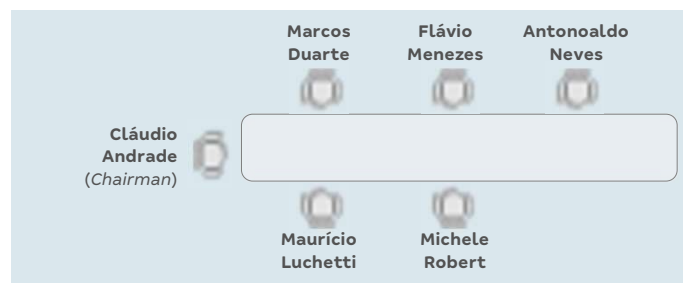 Marcos
Duarte
Flávio
Menezes
Antonoaldo
Neves
Cláudio
Andrade
(Chairman)
Maurício
Luchetti
Michele
Robert